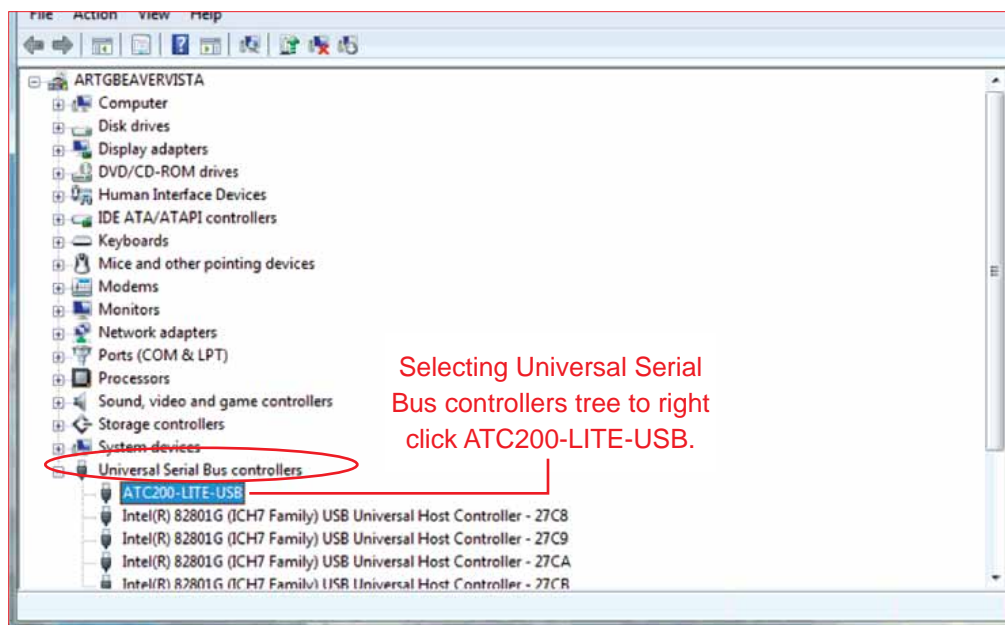 File Action View Help
ARTGBEAVERVISTA
Computer
Disk drives
Display adapters
DVD/CD-ROM drives
Human Interface Devices
IDE ATA/ATAPI controllers
Keyboards
Mice and other pointing devices
Modems
Monitors
Network adapters
Ports (COM & LPT)
Processors
Sound, video and game controllers
Storage controllers
System devices
Universal Serial Bus controllers
ATC200-LITE-USB
Intel(R) 82801G (ICH7 Family) USB Universal Host Controller - 27C8
Intel(R) 82801G (ICH7 Family) USB Universal Host Controller - 27C9
Intel(R) 82801G (ICH7 Family) USB Universal Host Controller - 27CA
Intel(R) 82801G (ICH7 Family) USB Universal Host Controller - 27CB
Selecting Universal Serial
Bus controllers tree to right
click ATC200-LITE-USB.